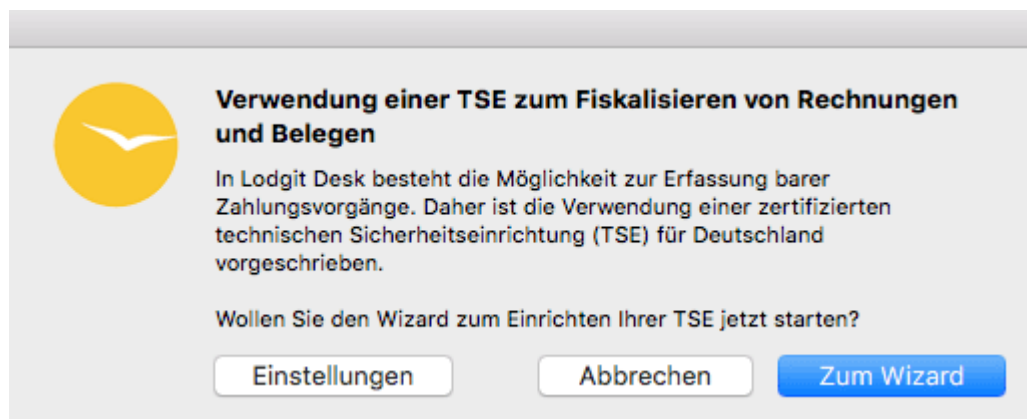 Verwendung einer TSE zum Fiskalisieren von Rechnungen
und Belegen
In Lodgit Desk besteht die Möglichkeit zur Erfassung barer
Zahlungsvorgänge. Daher ist die Verwendung einer zertifizierten
technischen Sicherheitseinrichtung (TSE) für Deutschland
vorgeschrieben.
Wollen Sie den Wizard zum Einrichten Ihrer TSE jetzt starten?
Einstellungen Abbrechen Zum Wizard